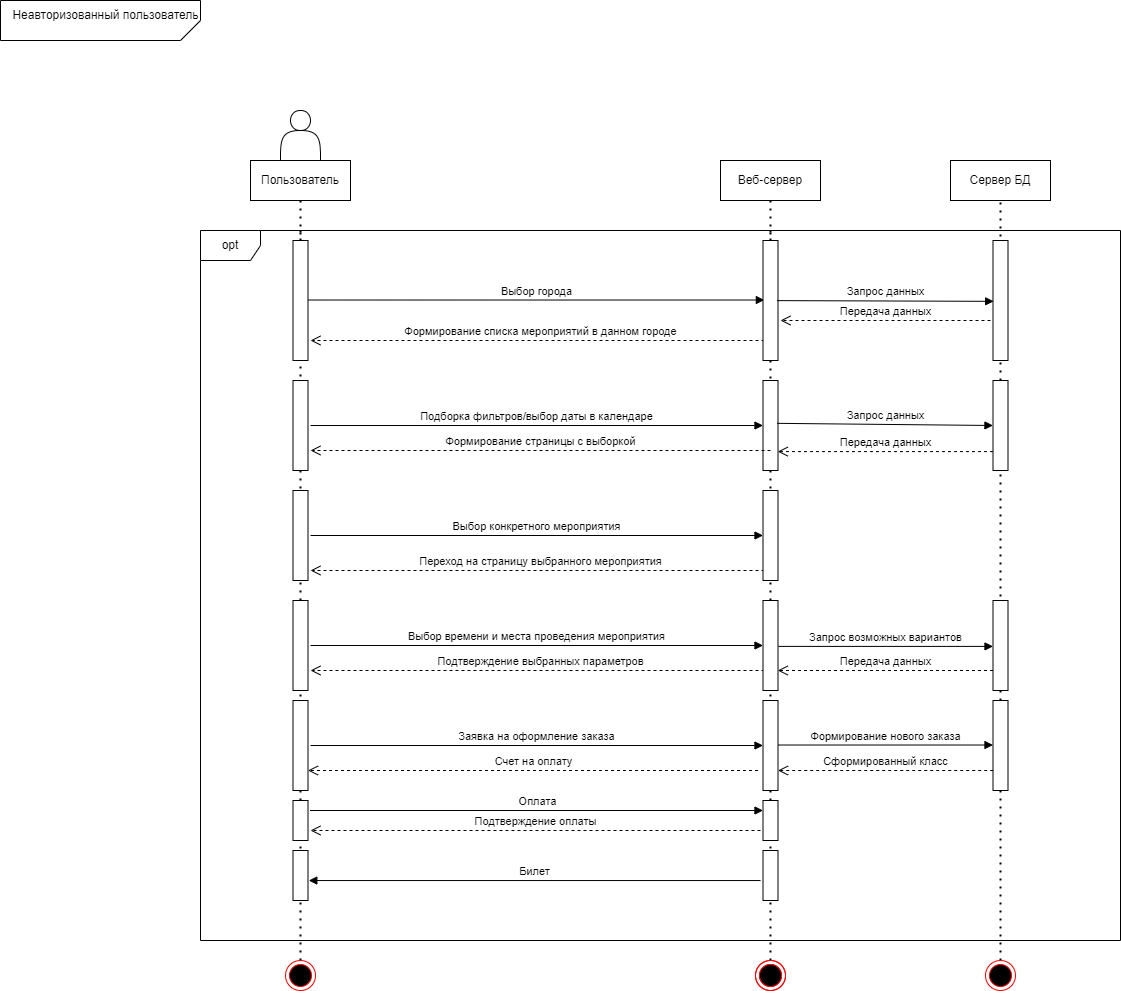 Неавторизованный пользователь
Пользователь
Веб-сервер
Сервер БД
opt
Выбор города
Запрос данных
Передача данных
Формирование списка мероприятий в данном городе
Подборка фильтров/выбор даты в календаре
Запрос данных
Формирование страницы с выборкой
Передача данных
Выбор конкретного мероприятия
Переход на страницу выбранного мероприятия
Выбор времени и места проведения мероприятия
Запрос возможных вариантов
Подтверждение выбранных параметров
Передача данных
Заявка на оформление заказа
Формирование нового заказа
Счет на оплату
Сформированный класс
Оплата
Подтверждение оплаты
Билет